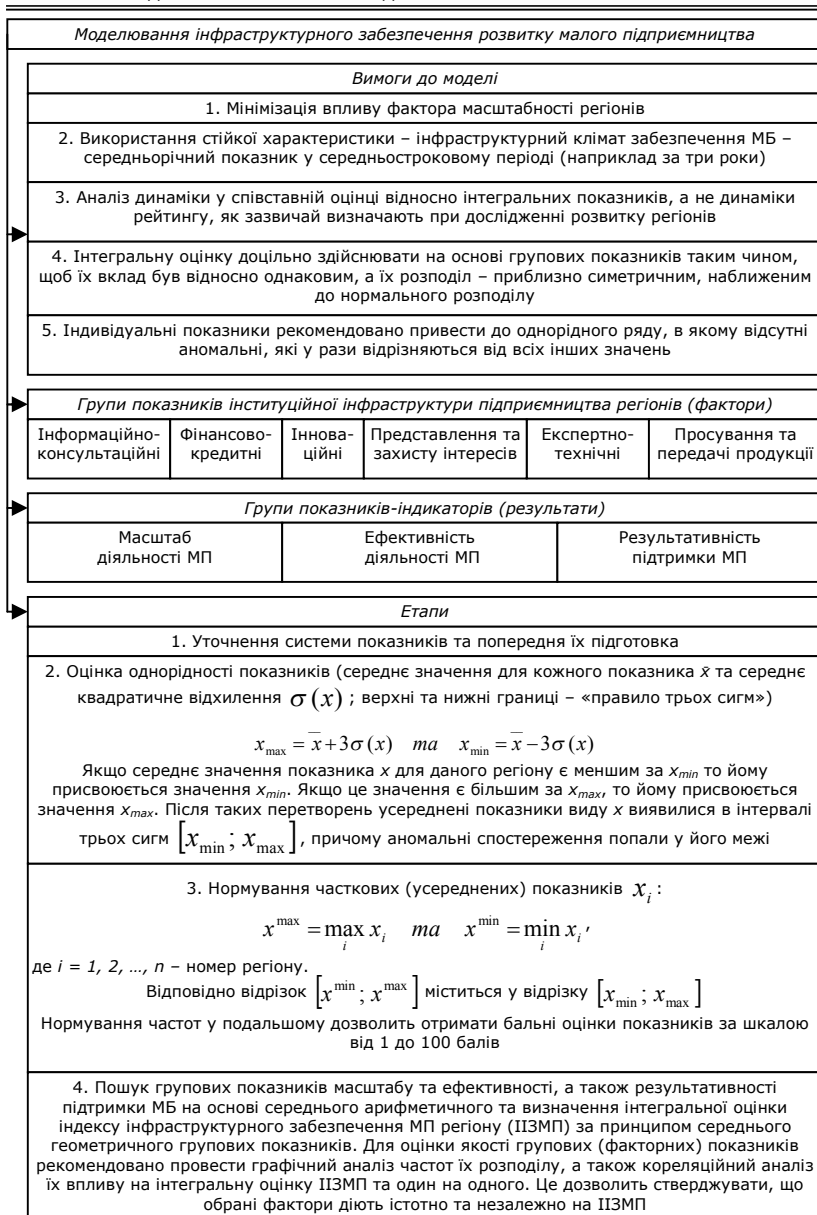 Моделювання інфраструктурного забезпечення розвитку малого підприємництва
Вимоги до моделі
1. Мінімізація впливу фактора масштабності регіонів
2. Використання стійкої характеристики – інфраструктурний клімат забезпечення МБ –
середньорічний показник у середньостроковому періоді (наприклад за три роки)
3. Аналіз динаміки у співставній оцінці відносно інтегральних показників, а не динаміки
рейтингу, як зазвичай визначають при дослідженні розвитку регіонів
4. Інтегральну оцінку доцільно здійснювати на основі групових показників таким чином,
щоб їх вклад був відносно однаковим, а їх розподіл – приблизно симетричним, наближеним
до нормального розподілу
5. Індивідуальні показники рекомендовано привести до однорідного ряду, в якому відсутні
аномальні, які у рази відрізняються від всіх інших значень
Групи показників інституційної інфраструктури підприємництва регіонів (фактори)
Інформаційно-
консультаційні
Фінансово-
кредитні
Іннова-
ційні
Представлення та
захисту інтересів
Експертно-
технічні
Просування та
передачі продукції
Групи показників-індикаторів (результати)
Масштаб
діяльності МП
Ефективність
діяльності МП
Результативність
підтримки МП
Етапи
1. Уточнення системи показників та попередня їх підготовка
2. Оцінка однорідності показників (середнє значення для кожного показника x̄ та середнє
квадратичне відхилення σ(x) ; верхні та нижні границі – «правило трьох сигм»)
x_max = x̄ + 3σ(x) та x_min = x̄ − 3σ(x)
Якщо середнє значення показника x для даного регіону є меншим за x_min то йому
присвоюється значення x_min. Якщо це значення є більшим за x_max, то йому присвоюється
значення x_max. Після таких перетворень усереднені показники виду x виявилися в інтервалі
трьох сигм [x_min ; x_max], причому аномальні спостереження попали у його межі
3. Нормування часткових (усереднених) показників x_i :
x^max = max_i x_i та x^min = min_i x_i ,
де i = 1, 2, ..., n – номер регіону.
Відповідно відрізок [x^min ; x^max] міститься у відрізку [x_min ; x_max]
Нормування частот у подальшому дозволить отримати бальні оцінки показників за шкалою
від 1 до 100 балів
4. Пошук групових показників масштабу та ефективності, а також результативності
підтримки МБ на основі середнього арифметичного та визначення інтегральної оцінки
індексу інфраструктурного забезпечення МП регіону (ІІЗМП) за принципом середнього
геометричного групових показників. Для оцінки якості групових (факторних) показників
рекомендовано провести графічний аналіз частот їх розподілу, а також кореляційний аналіз
їх впливу на інтегральну оцінку ІІЗМП та один на одного. Це дозволить стверджувати, що
обрані фактори діють істотно та незалежно на ІІЗМП